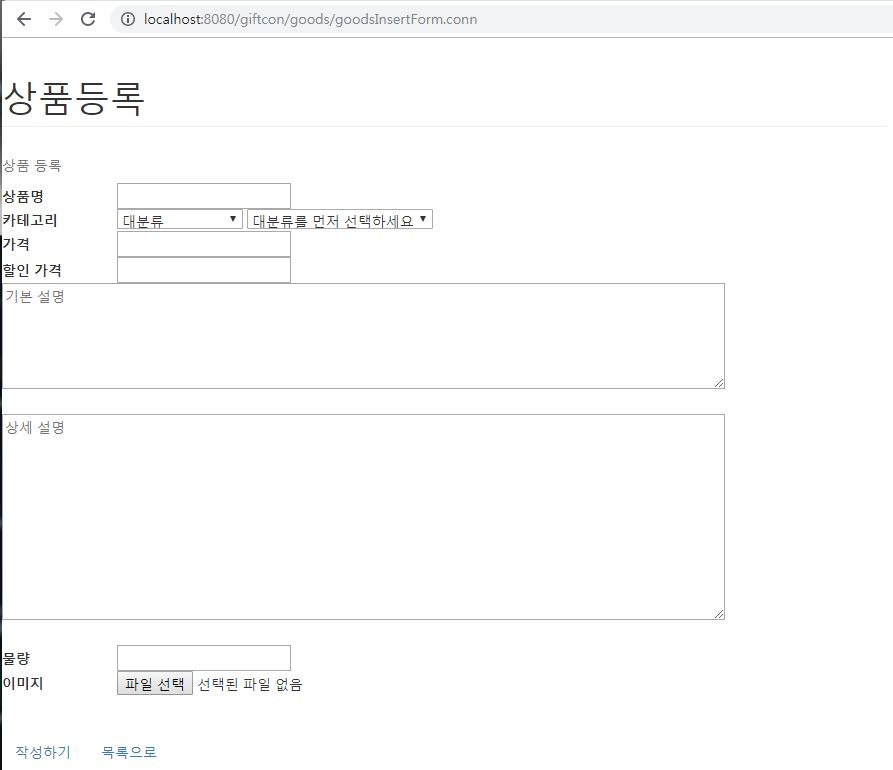 localhost:8080/giftcon/goods/goodsInsertForm.conn
상품등록
상품 등록
상품명
카테고리 대분류 대분류를 먼저 선택하세요
가격
할인 가격
기본 설명
상세 설명
물량
이미지 파일 선택 선택된 파일 없음
작성하기 목록으로